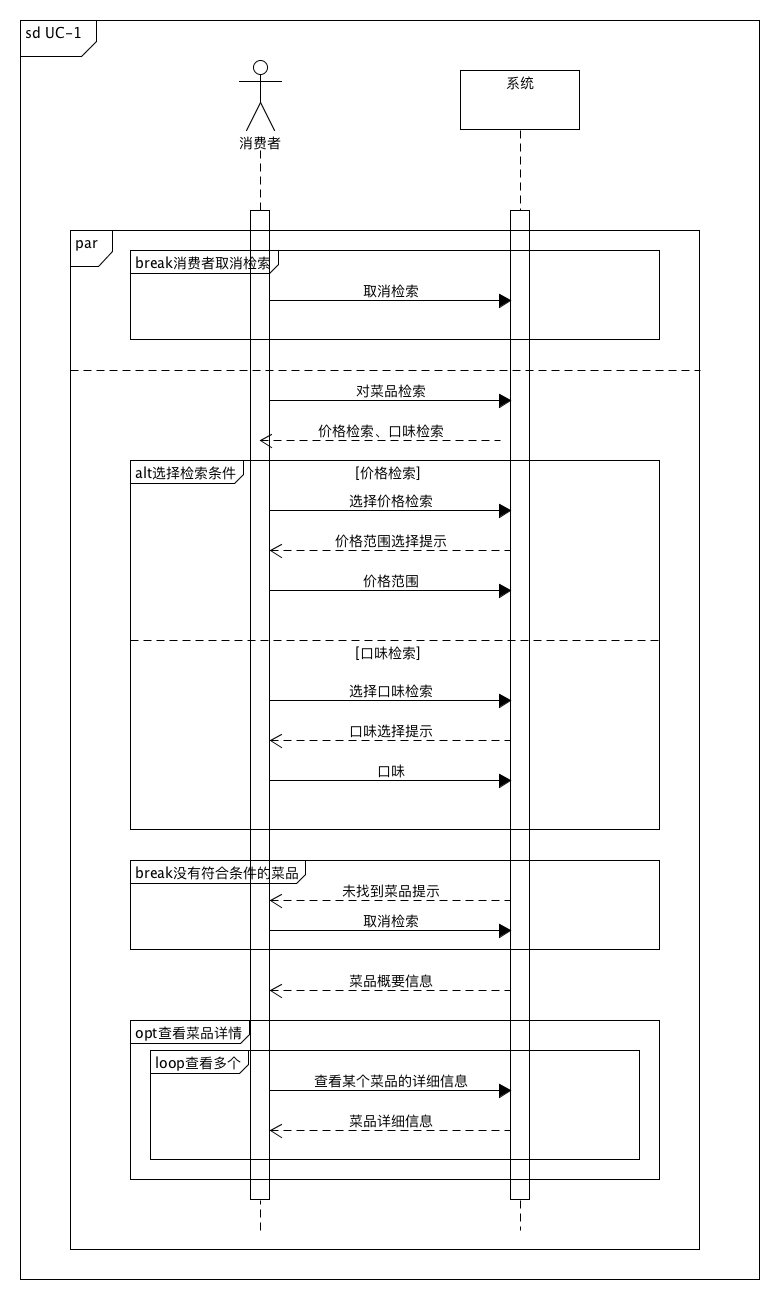 sd UC-1
消费者
系统
par
break消费者取消检索
取消检索
对菜品检索
价格检索、口味检索
alt选择检索条件
[价格检索]
选择价格检索
价格范围选择提示
价格范围
[口味检索]
选择口味检索
口味选择提示
口味
break没有符合条件的菜品
未找到菜品提示
取消检索
菜品概要信息
opt查看菜品详情
loop查看多个
查看某个菜品的详细信息
菜品详细信息